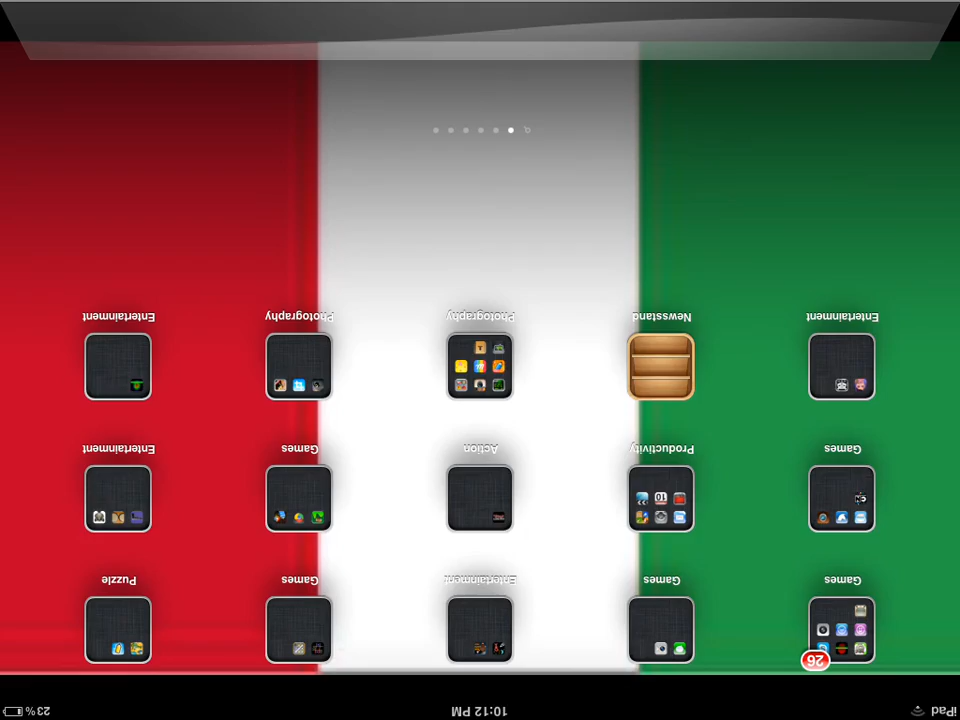 iPad 10:12 PM 23%
26
Games Games Entertainment Games Puzzle
10
Games Productivity Action Games Entertainment
Entertainment Newsstand Photography Photography Entertainment